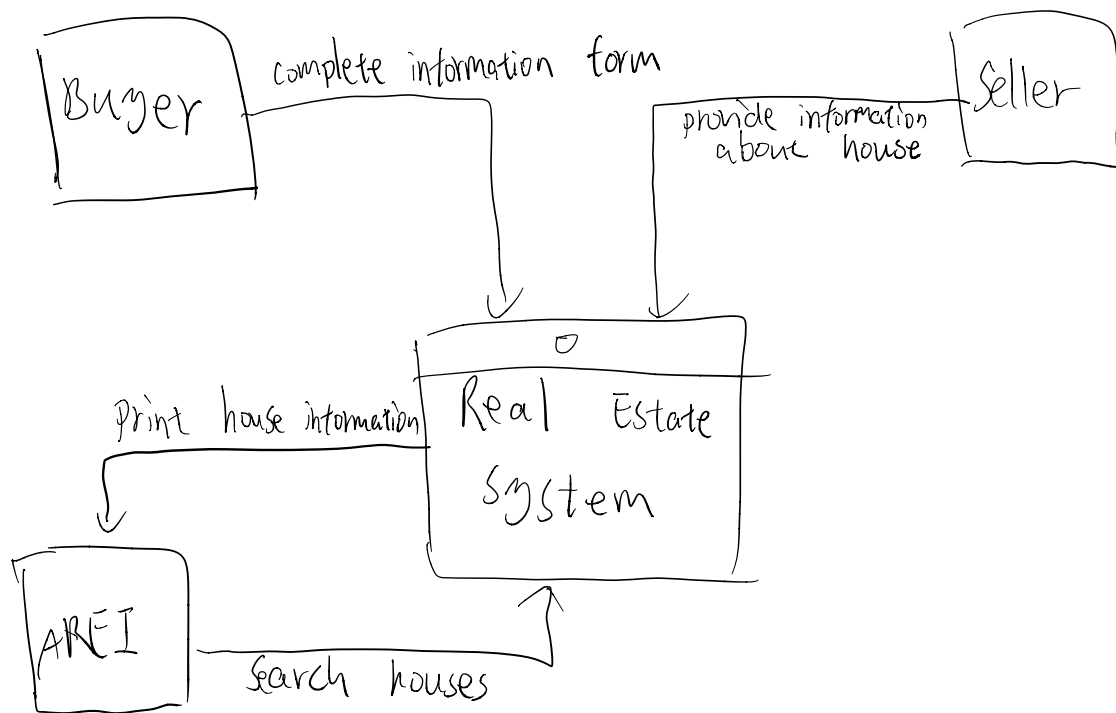 Buyer
complete information form
Seller
provide information
about house
0
Real Estate
system
print house information
AREI
Search houses